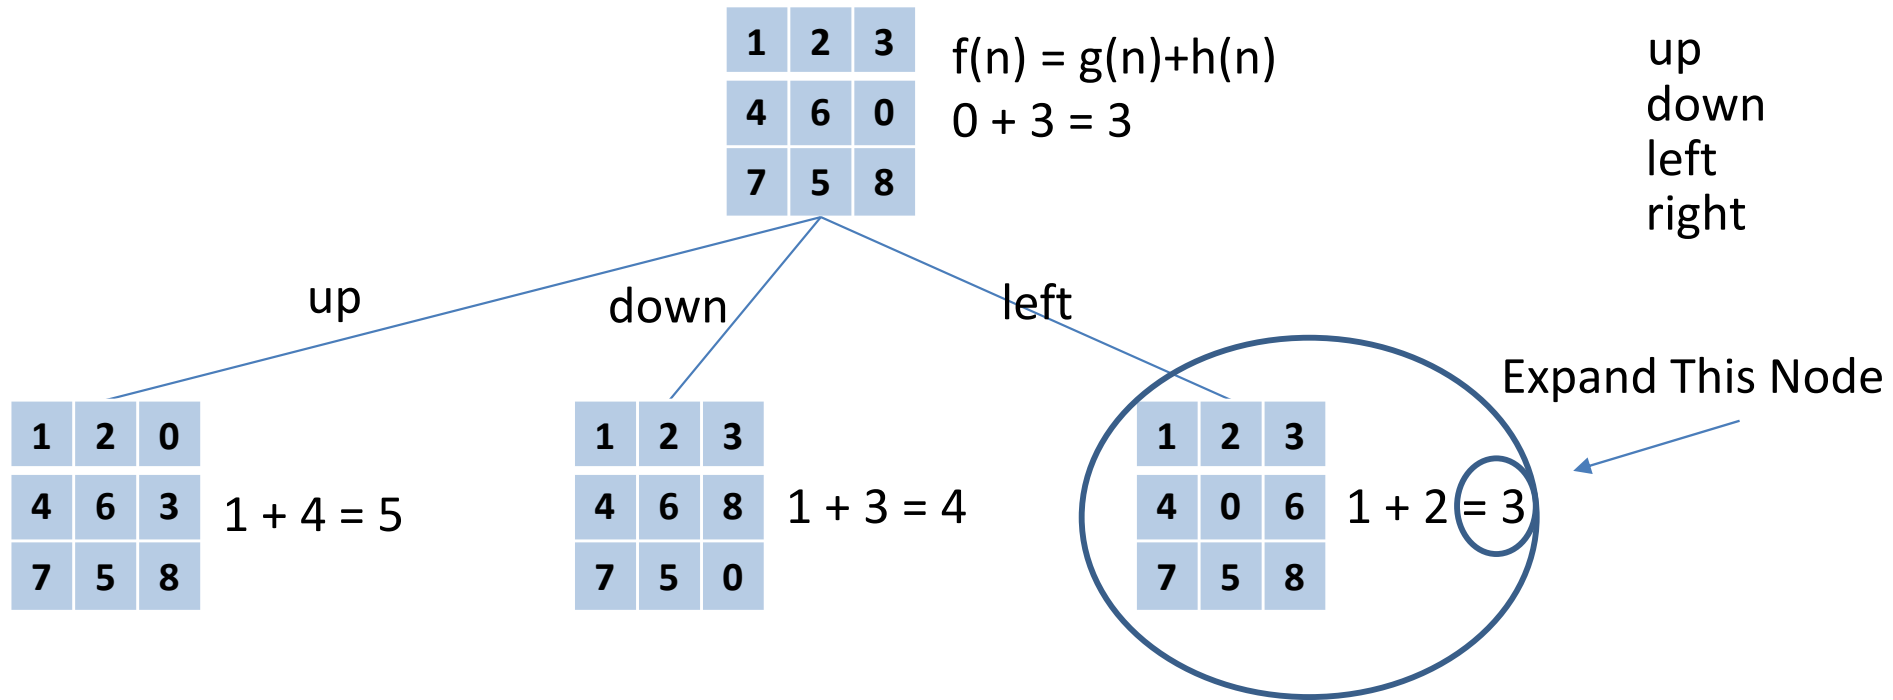 1 2 3
4 6 0
7 5 8
f(n) = g(n)+h(n)
0 + 3 = 3
up
down
left
right
up
down
left
Expand This Node
1 2 0
4 6 3
7 5 8
1 + 4 = 5
1 2 3
4 6 8
7 5 0
1 + 3 = 4
1 2 3
4 0 6
7 5 8
1 + 2 = 3